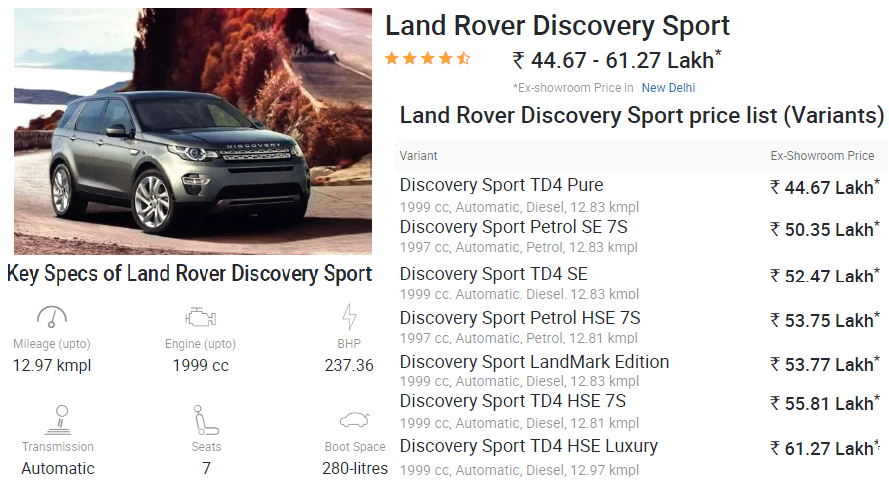 Land Rover Discovery Sport
₹ 44.67 - 61.27 Lakh*
*Ex-showroom Price in New Delhi
Land Rover Discovery Sport price list (Variants)
Variant Ex-Showroom Price
Discovery Sport TD4 Pure ₹ 44.67 Lakh*
1999 cc, Automatic, Diesel, 12.83 kmpl
Discovery Sport Petrol SE 7S ₹ 50.35 Lakh*
1997 cc, Automatic, Petrol, 12.83 kmpl
Discovery Sport TD4 SE ₹ 52.47 Lakh*
1999 cc, Automatic, Diesel, 12.83 kmpl
Discovery Sport Petrol HSE 7S ₹ 53.75 Lakh*
1997 cc, Automatic, Petrol, 12.81 kmpl
Discovery Sport LandMark Edition ₹ 53.77 Lakh*
1999 cc, Automatic, Diesel, 12.83 kmpl
Discovery Sport TD4 HSE 7S ₹ 55.81 Lakh*
1999 cc, Automatic, Diesel, 12.81 kmpl
Discovery Sport TD4 HSE Luxury ₹ 61.27 Lakh*
1999 cc, Automatic, Diesel, 12.97 kmpl
DISCOVERY
Key Specs of Land Rover Discovery Sport
Mileage (upto) Engine (upto) BHP
12.97 kmpl 1999 cc 237.36
Transmission Seats Boot Space
Automatic 7 280-litres